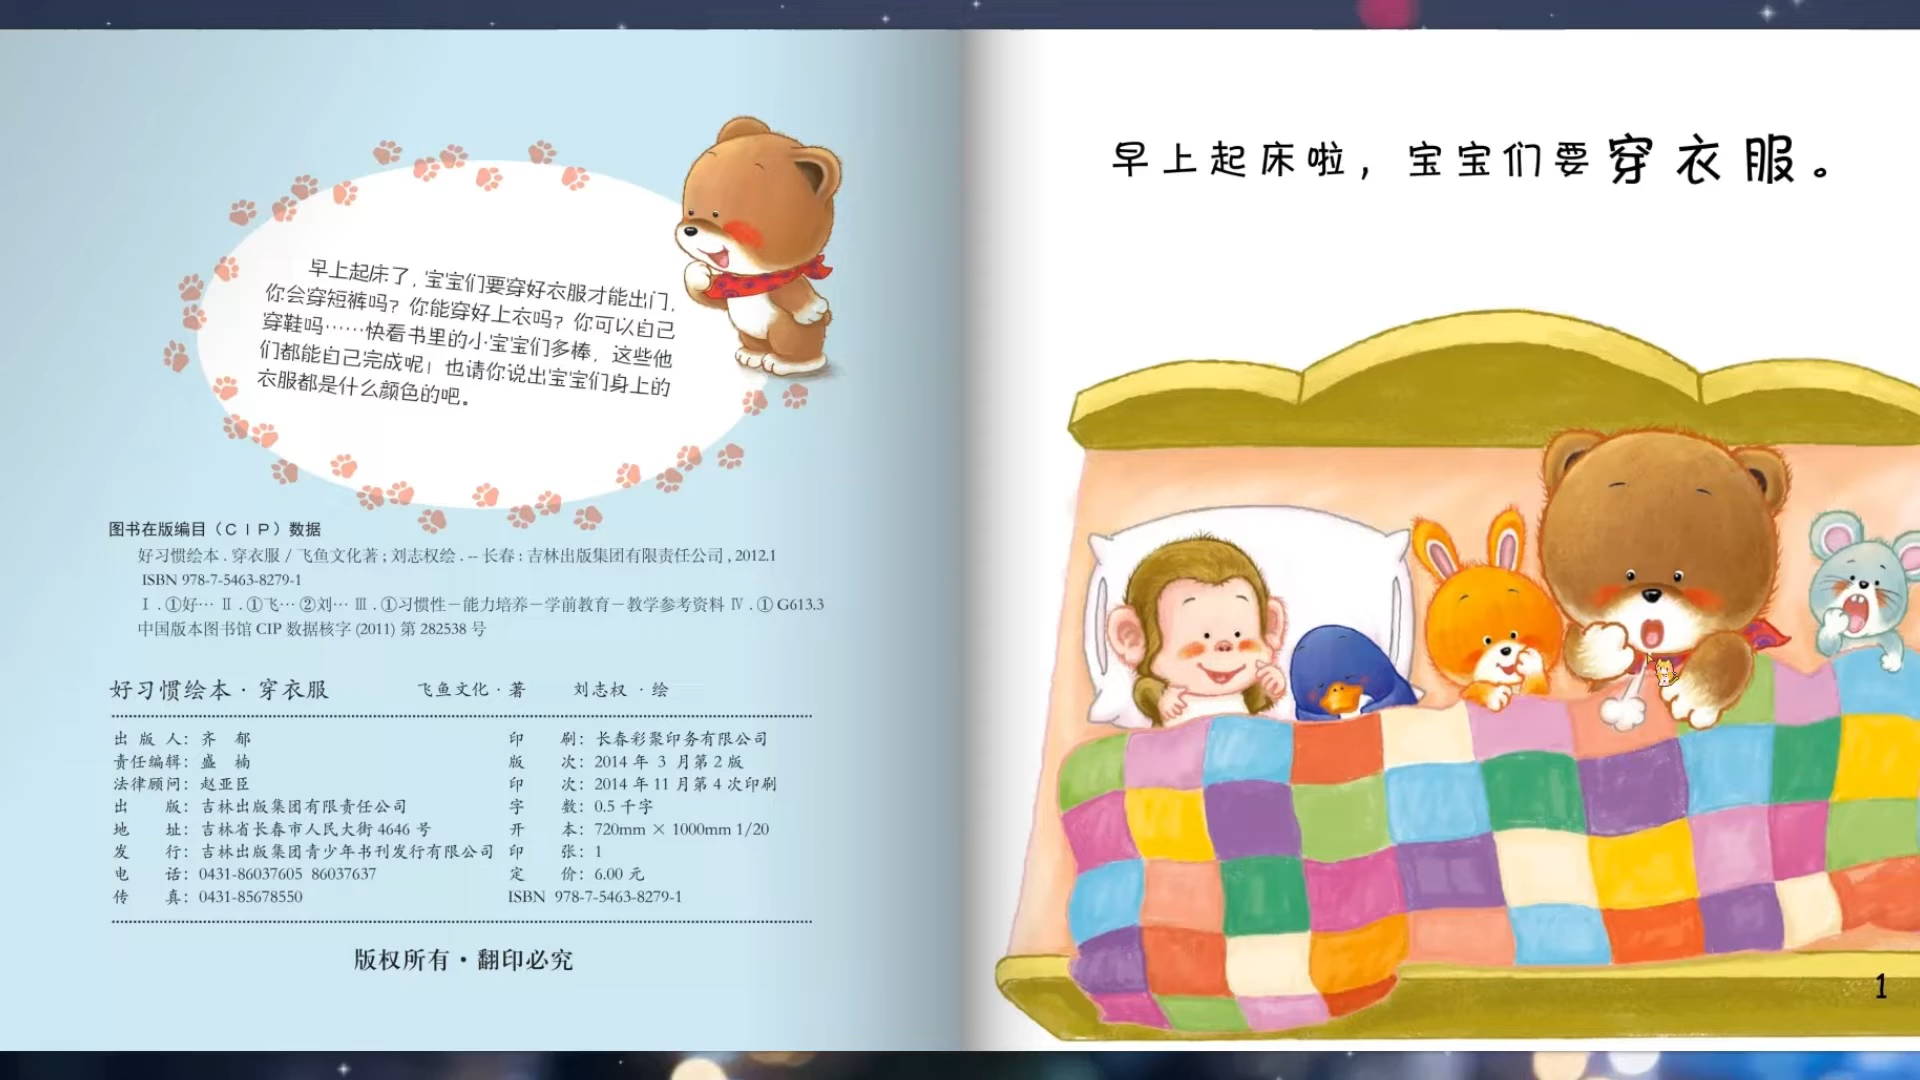 早上起床了，宝宝们要穿好衣服才能出门，
你会穿短裤吗？你能穿好上衣吗？你可以自己
穿鞋吗……快看书里的小宝宝们多棒，这些他
们都能自己完成呢！也请你说出宝宝们身上的
衣服都是什么颜色的吧。
图书在版编目（CIP）数据
好习惯绘本.穿衣服/飞鱼文化著;刘志权绘.--长春:吉林出版集团有限责任公司,2012.1
ISBN 978-7-5463-8279-1
Ⅰ.①好… Ⅱ.①飞… ②刘… Ⅲ.①习惯性－能力培养－学前教育－教学参考资料 Ⅳ.① G613.3
中国版本图书馆 CIP 数据核字 (2011) 第 282538 号
好习惯绘本·穿衣服 飞鱼文化·著 刘志权·绘
出版人：齐 郁
责任编辑：盛 楠
法律顾问：赵亚臣
出 版：吉林出版集团有限责任公司
地 址：吉林省长春市人民大街 4646 号
发 行：吉林出版集团青少年书刊发行有限公司
电 话：0431-86037605 86037637
传 真：0431-85678550
印 刷：长春彩聚印务有限公司
版 次：2014 年 3 月第 2 版
印 次：2014 年 11 月第 4 次印刷
字 数：0.5 千字
开 本：720mm × 1000mm 1/20
印 张：1
定 价：6.00 元
ISBN 978-7-5463-8279-1
版权所有·翻印必究
早上起床啦，宝宝们要穿衣服。
1